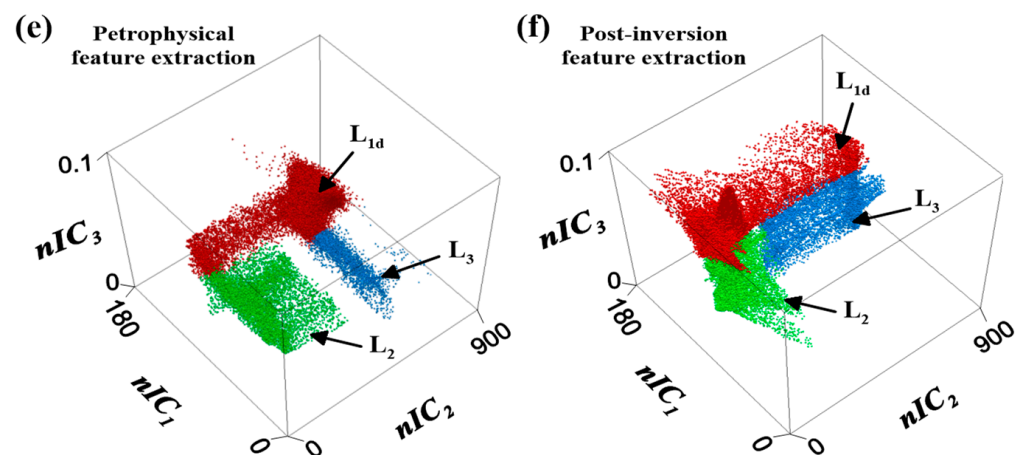 (e)
Petrophysical
feature extraction
L1d
L3
L2
0.1
nIC3
0
180
nIC1
0
0
nIC2
900
(f)
Post-inversion
feature extraction
L1d
L3
L2
0.1
nIC3
0
180
nIC1
0
0
nIC2
900